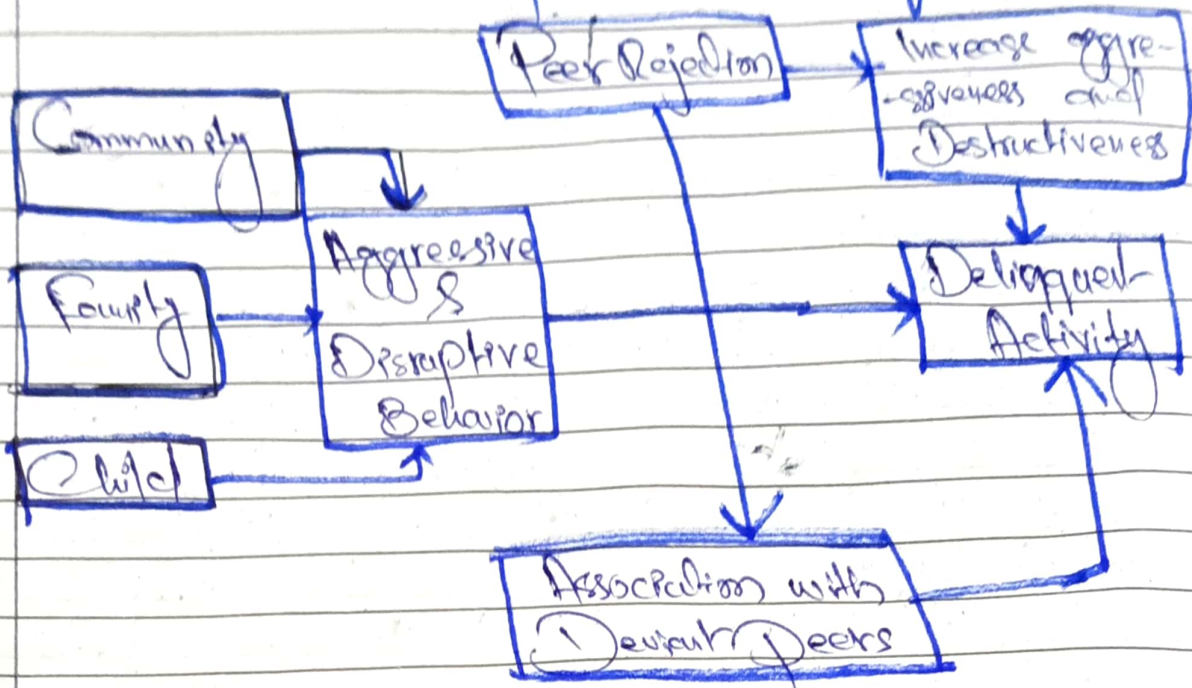 Peer Rejection
Increase aggre-
-ssiveness and
Destructiveness
Community
Aggressive
&
Disruptive
Behavior
Family
Delinquent
Activity
Child
Association with
Deviant Peers